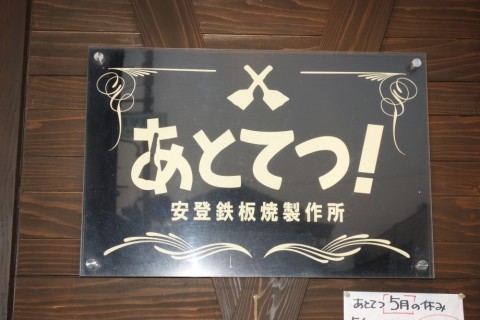 あとてつ!
安登鉄板焼製作所
あとてつ 5月の休み